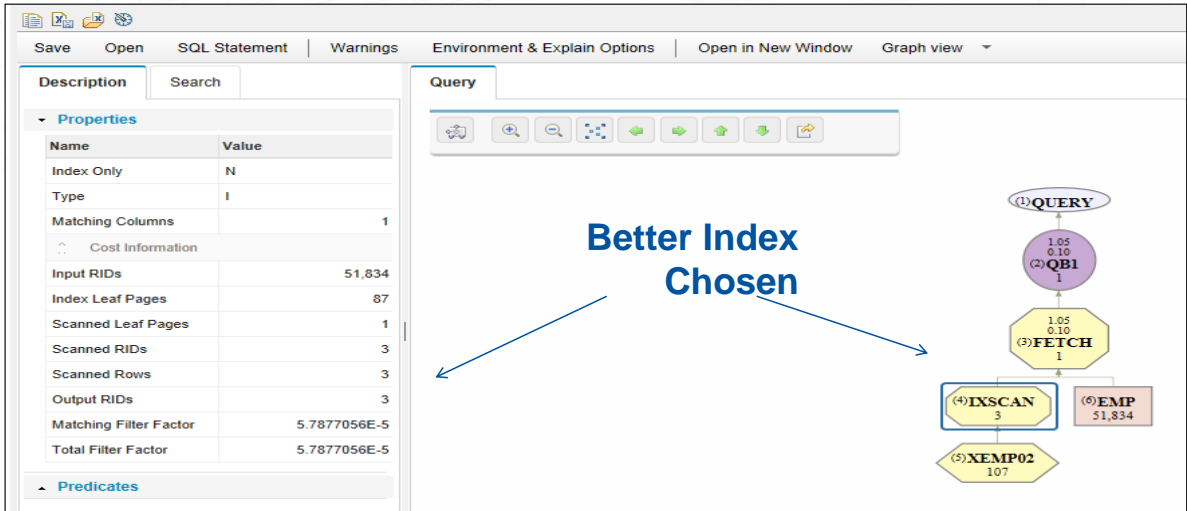 Save Open SQL Statement Warnings Environment & Explain Options Open in New Window Graph view
Description Search
Query
Properties
Name Value
Index Only N
Type I
Matching Columns 1
Cost Information
Input RIDs 51,834
Index Leaf Pages 87
Scanned Leaf Pages 1
Scanned RIDs 3
Scanned Rows 3
Output RIDs 3
Matching Filter Factor 5.7877056E-5
Total Filter Factor 5.7877056E-5
Predicates
Better Index
Chosen
(1)QUERY
1.05
0.10
(2)QB1
1
1.05
0.10
(3)FETCH
1
(4)IXSCAN
3
(6)EMP
51,834
(5)XEMP02
107